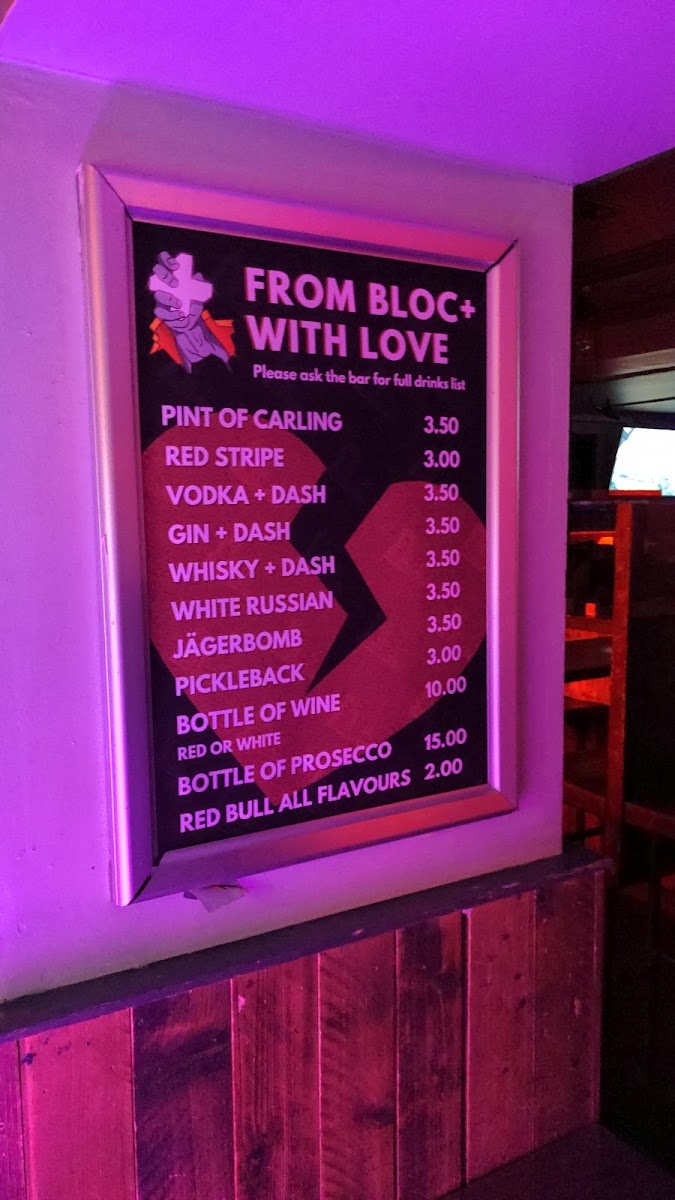 FROM BLOC+
WITH LOVE
Please ask the bar for full drinks list
PINT OF CARLING 3.50
RED STRIPE 3.00
VODKA + DASH 3.50
GIN + DASH 3.50
WHISKY + DASH 3.50
WHITE RUSSIAN 3.50
JÄGERBOMB 3.50
PICKLEBACK 3.00
BOTTLE OF WINE 10.00
RED OR WHITE
BOTTLE OF PROSECCO 15.00
RED BULL ALL FLAVOURS 2.00